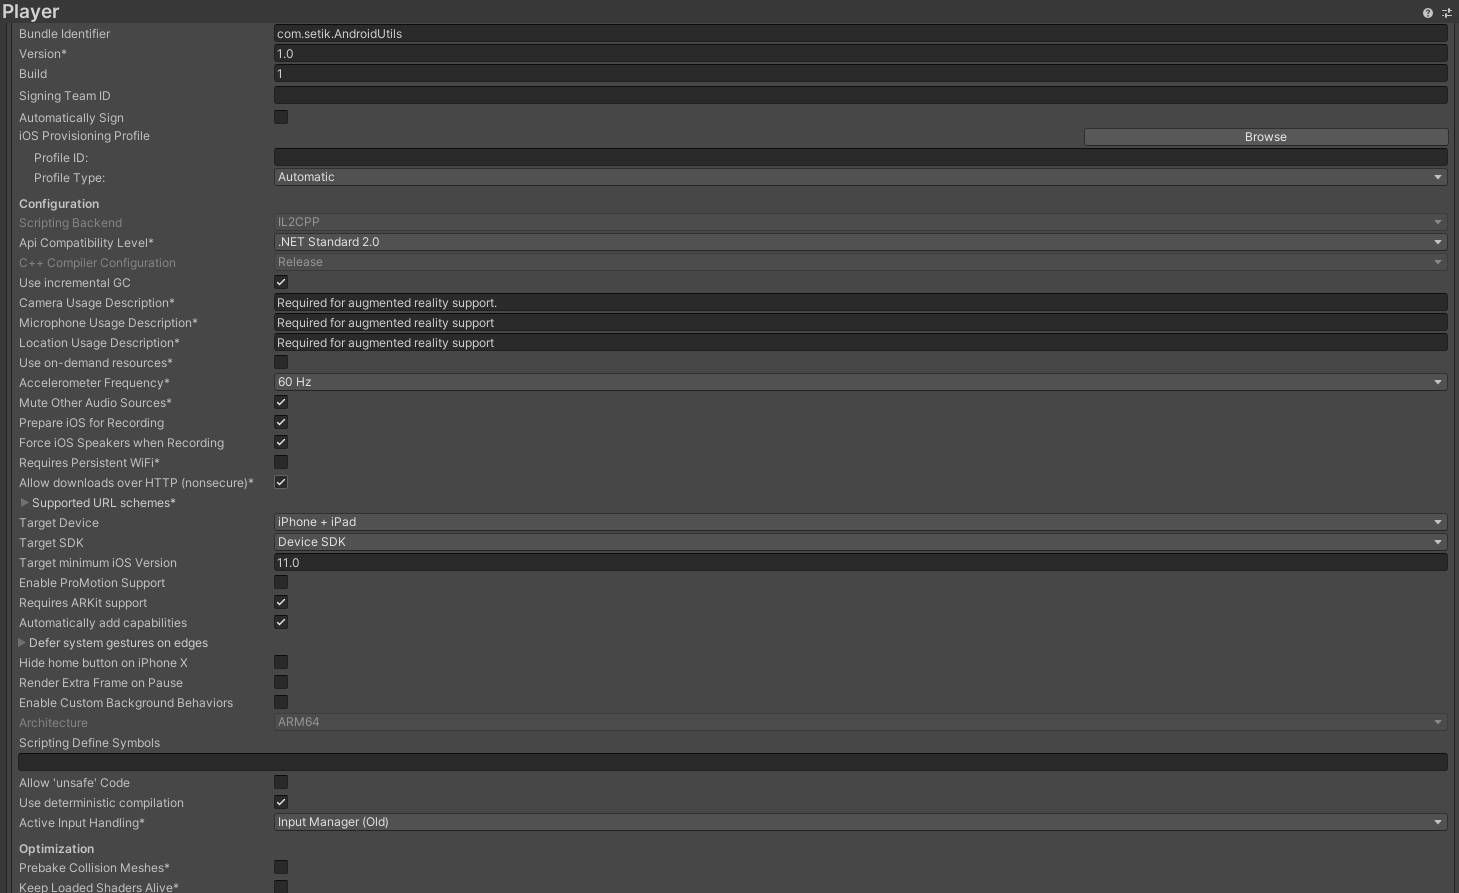 Player
Bundle Identifier com.setik.AndroidUtils
Version* 1.0
Build 1
Signing Team ID
Automatically Sign
iOS Provisioning Profile Browse
Profile ID:
Profile Type: Automatic
Configuration
Scripting Backend IL2CPP
Api Compatibility Level* .NET Standard 2.0
C++ Compiler Configuration Release
Use incremental GC
Camera Usage Description* Required for augmented reality support.
Microphone Usage Description* Required for augmented reality support
Location Usage Description* Required for augmented reality support
Use on-demand resources*
Accelerometer Frequency* 60 Hz
Mute Other Audio Sources*
Prepare iOS for Recording
Force iOS Speakers when Recording
Requires Persistent WiFi*
Allow downloads over HTTP (nonsecure)*
Supported URL schemes*
Target Device iPhone + iPad
Target SDK Device SDK
Target minimum iOS Version 11.0
Enable ProMotion Support
Requires ARKit support
Automatically add capabilities
Defer system gestures on edges
Hide home button on iPhone X
Render Extra Frame on Pause
Enable Custom Background Behaviors
Architecture ARM64
Scripting Define Symbols
Allow 'unsafe' Code
Use deterministic compilation
Active Input Handling* Input Manager (Old)
Optimization
Prebake Collision Meshes*
Keep Loaded Shaders Alive*